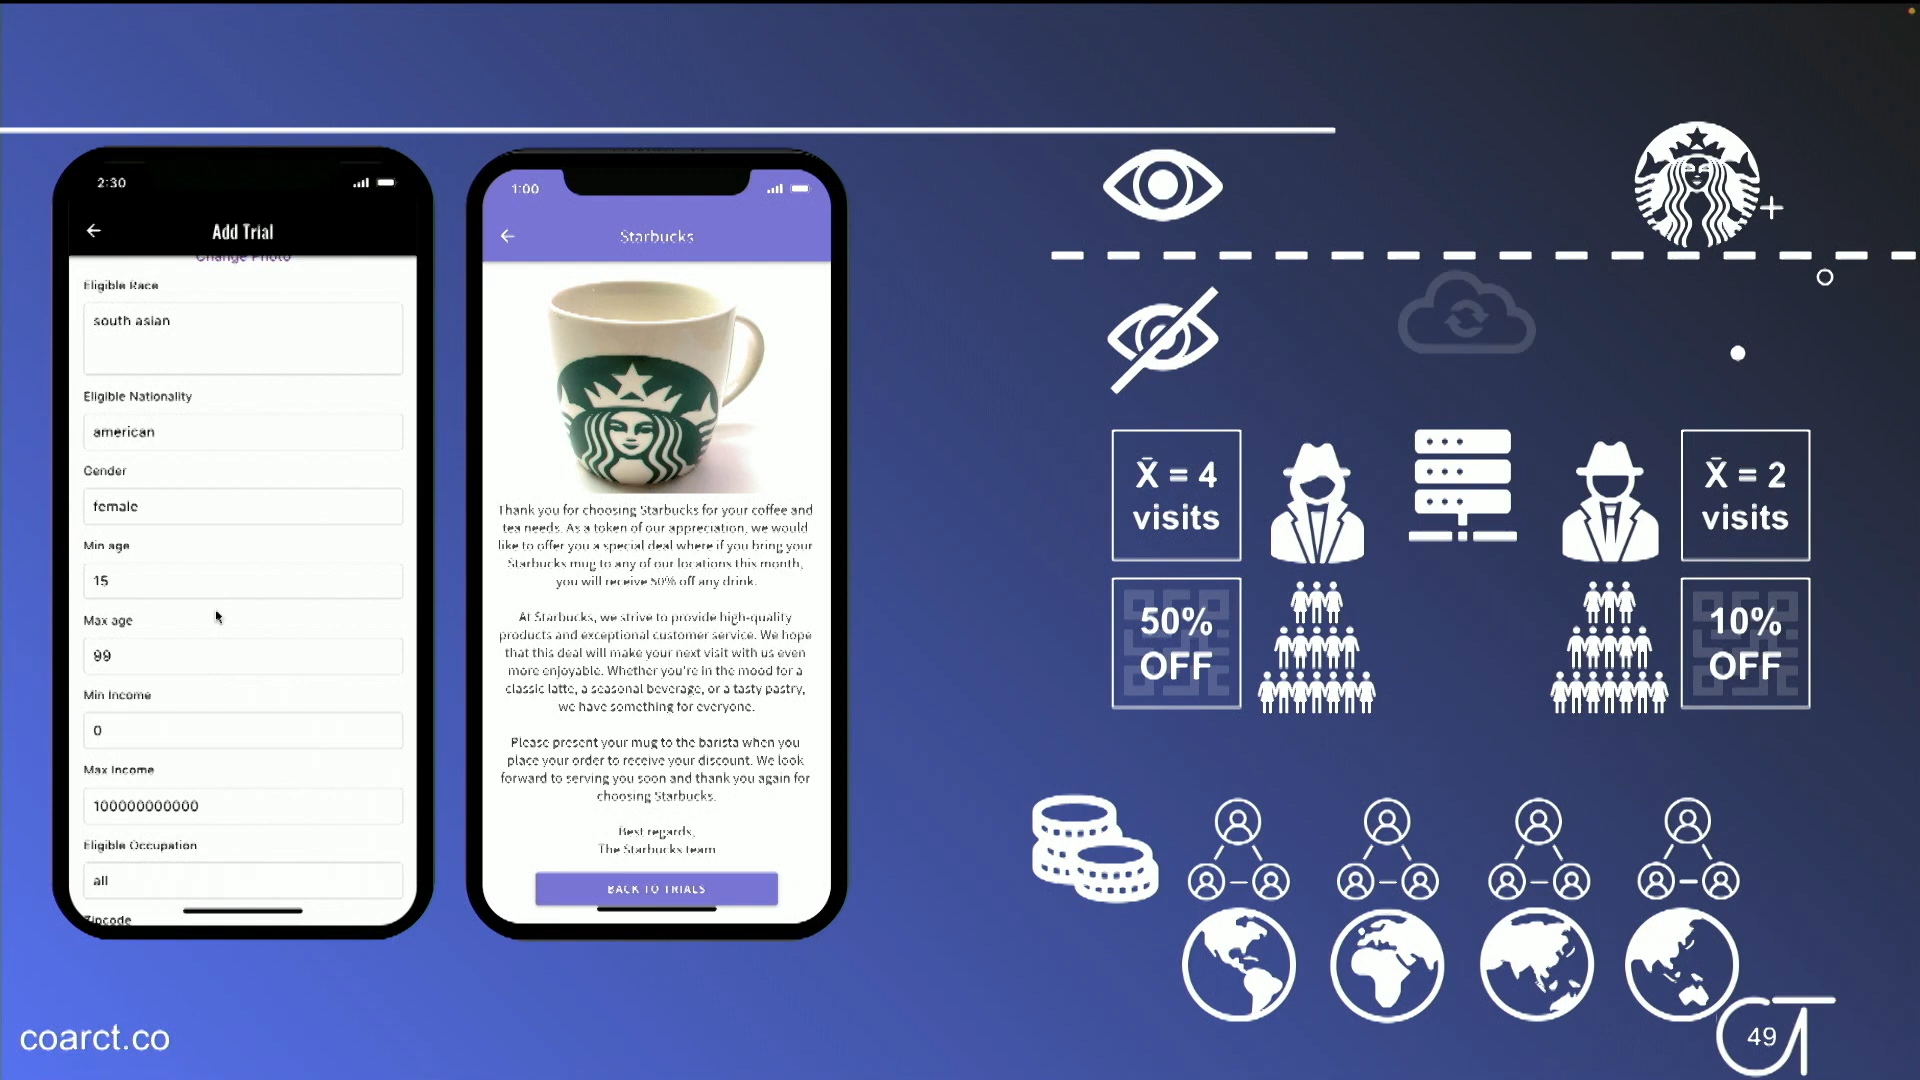 2:30
Add Trial
Change Photo
Eligible Race
south asian
Eligible Nationality
american
Gender
female
Min age
15
Max age
99
Min Income
0
Max Income
100000000000
Eligible Occupation
all
Zipcode
1:00
Starbucks
Thank you for choosing Starbucks for your coffee and
tea needs. As a token of our appreciation, we would
like to offer you a special deal where if you bring your
Starbucks mug to any of our locations this month,
you will receive 50% off any drink.
At Starbucks, we strive to provide high-quality
products and exceptional customer service. We hope
that this deal will make your next visit with us even
more enjoyable. Whether you're in the mood for a
classic latte, a seasonal beverage, or a tasty pastry,
we have something for everyone.
Please present your mug to the barista when you
place your order to receive your discount. We look
forward to serving you soon and thank you again for
choosing Starbucks.
Best regards,
The Starbucks team
BACK TO TRIALS
X̄ = 4
visits
X̄ = 2
visits
50%
OFF
10%
OFF
coarct.co
49